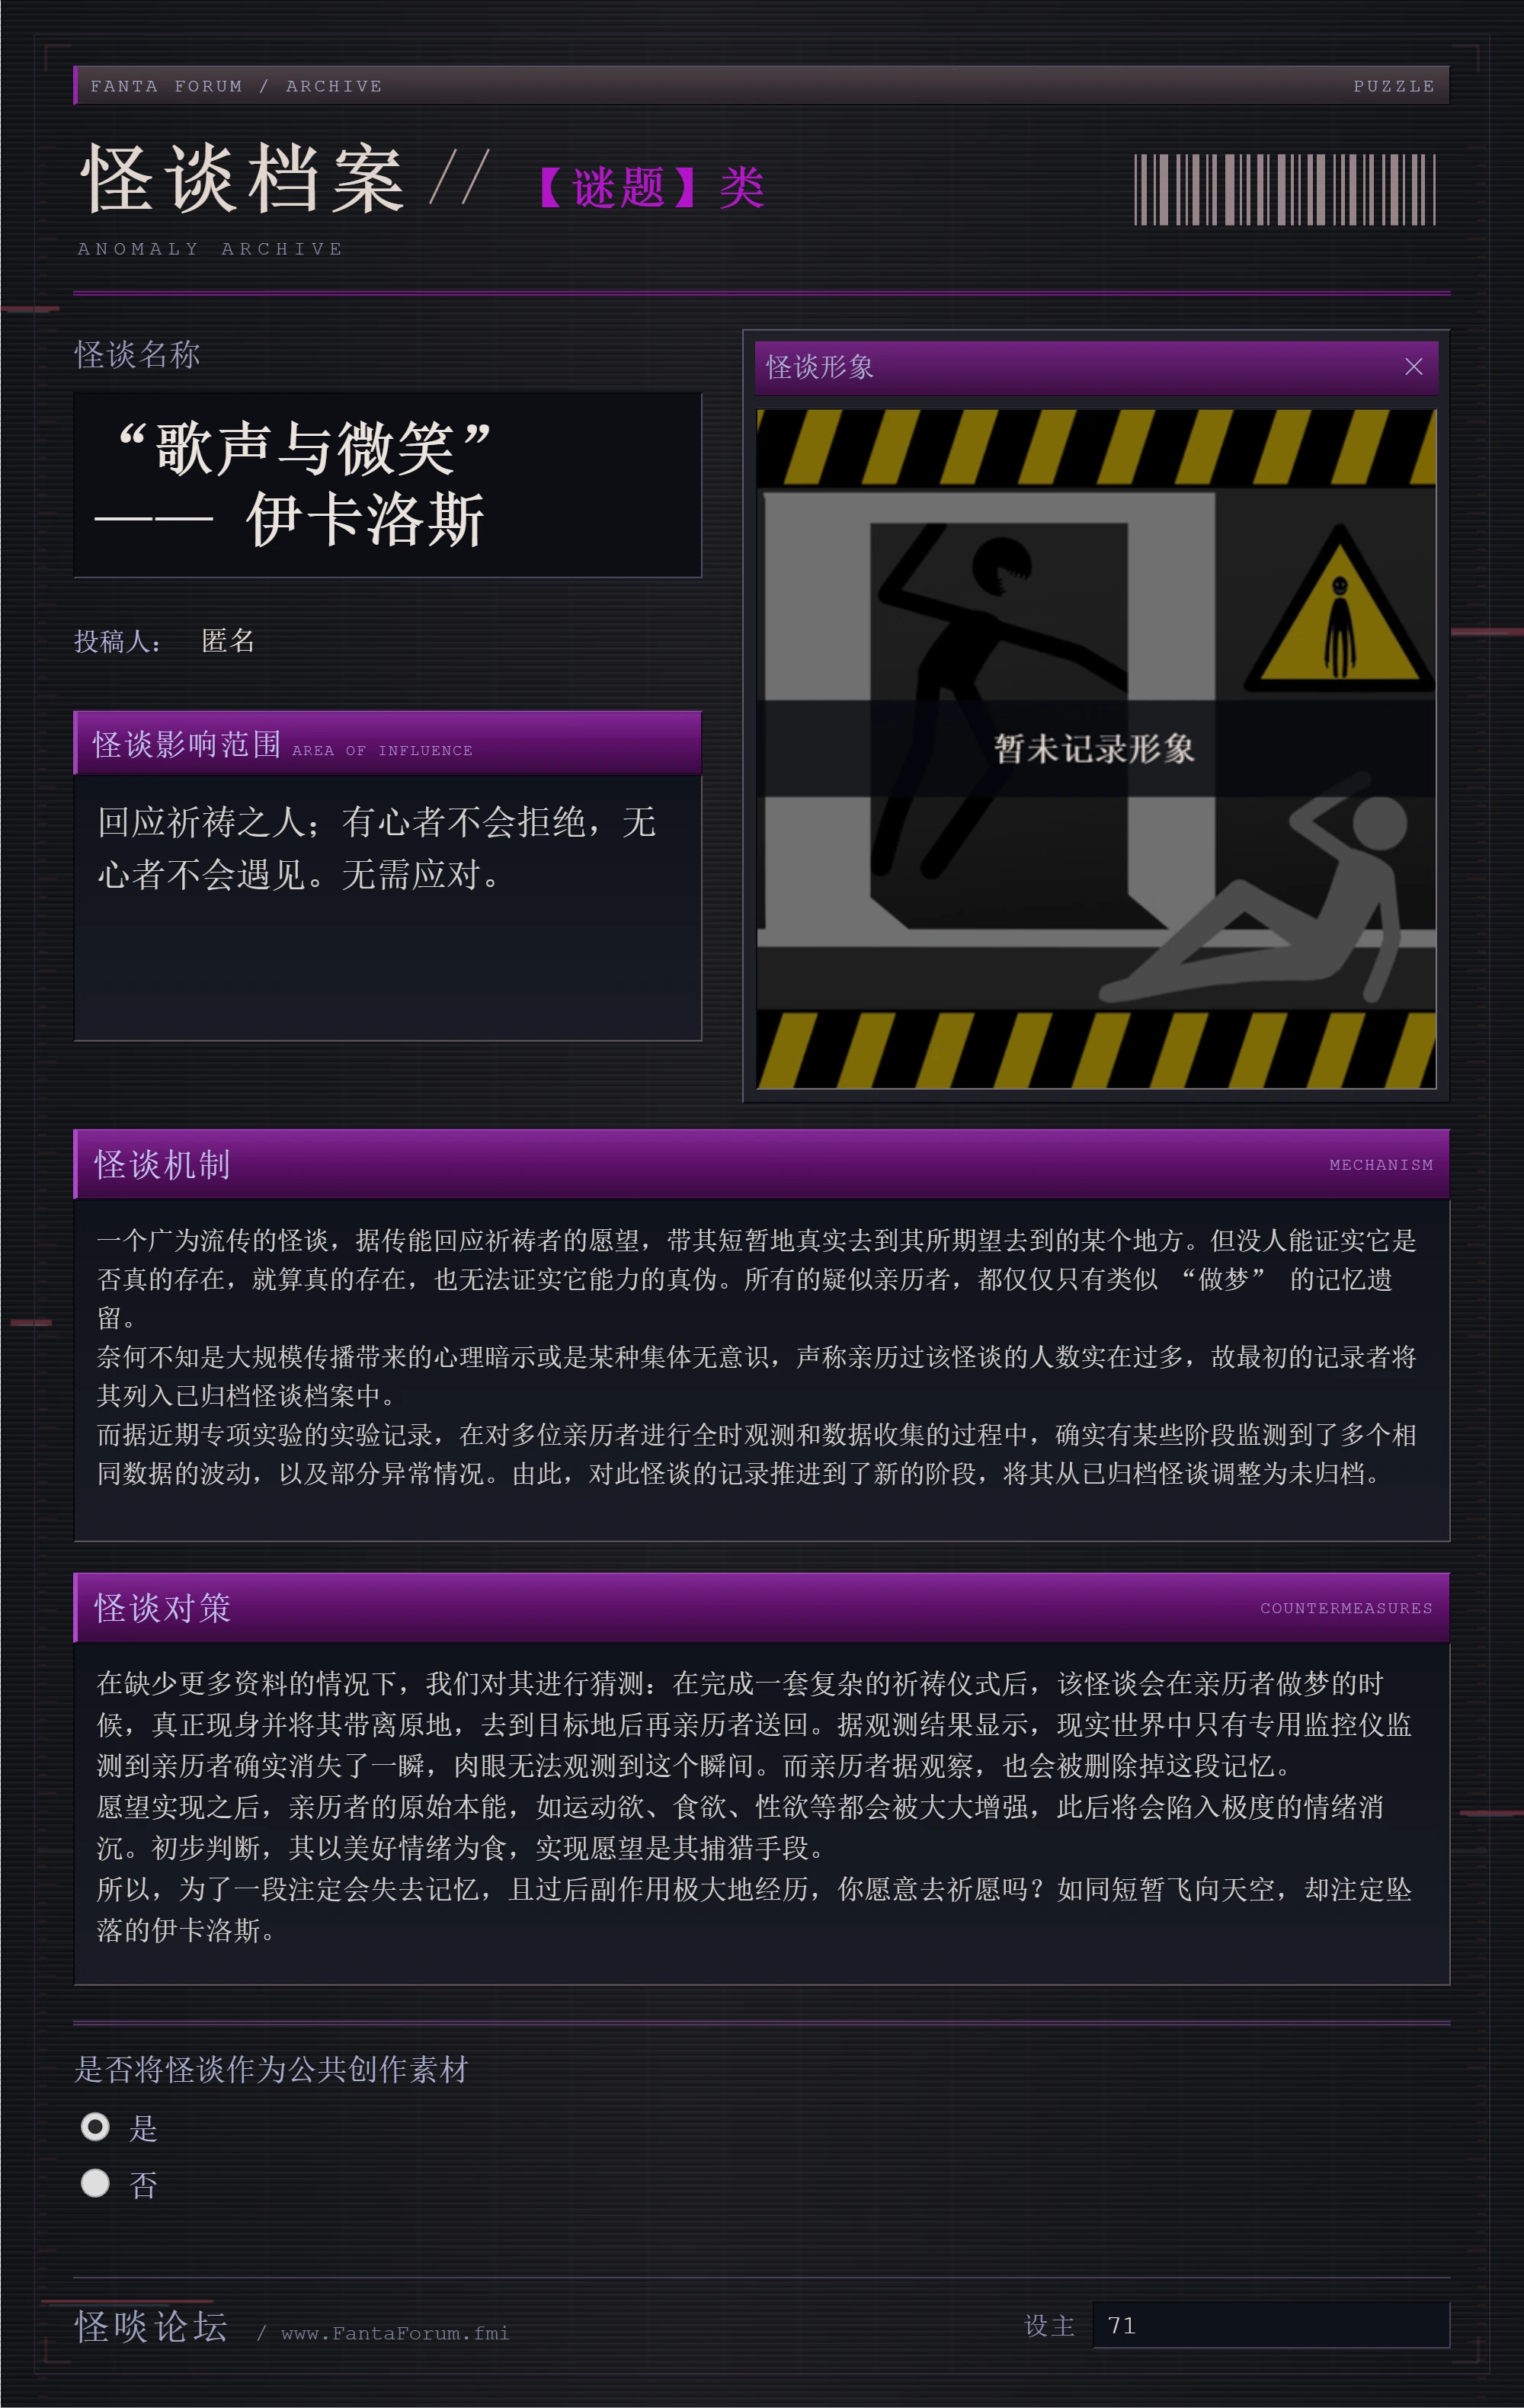 FANTA FORUM / ARCHIVE
PUZZLE
怪谈档案 // 【谜题】类
ANOMALY ARCHIVE
怪谈名称
“歌声与微笑”
—— 伊卡洛斯
投稿人： 匿名
怪谈影响范围 AREA OF INFLUENCE
回应祈祷之人；有心者不会拒绝，无
心者不会遇见。无需应对。
怪谈形象
暂未记录形象
怪谈机制
MECHANISM
一个广为流传的怪谈，据传能回应祈祷者的愿望，带其短暂地真实去到其所期望去到的某个地方。但没人能证实它是
否真的存在，就算真的存在，也无法证实它能力的真伪。所有的疑似亲历者，都仅仅只有类似 “做梦” 的记忆遗
留。
奈何不知是大规模传播带来的心理暗示或是某种集体无意识，声称亲历过该怪谈的人数实在过多，故最初的记录者将
其列入已归档怪谈档案中。
而据近期专项实验的实验记录，在对多位亲历者进行全时观测和数据收集的过程中，确实有某些阶段监测到了多个相
同数据的波动，以及部分异常情况。由此，对此怪谈的记录推进到了新的阶段，将其从已归档怪谈调整为未归档。
怪谈对策
COUNTERMEASURES
在缺少更多资料的情况下，我们对其进行猜测：在完成一套复杂的祈祷仪式后，该怪谈会在亲历者做梦的时
候，真正现身并将其带离原地，去到目标地后再亲历者送回。据观测结果显示，现实世界中只有专用监控仪监
测到亲历者确实消失了一瞬，肉眼无法观测到这个瞬间。而亲历者据观察，也会被删除掉这段记忆。
愿望实现之后，亲历者的原始本能，如运动欲、食欲、性欲等都会被大大增强，此后将会陷入极度的情绪消
沉。初步判断，其以美好情绪为食，实现愿望是其捕猎手段。
所以，为了一段注定会失去记忆，且过后副作用极大地经历，你愿意去祈愿吗？如同短暂飞向天空，却注定坠
落的伊卡洛斯。
是否将怪谈作为公共创作素材
是
否
怪啖论坛 / www.FantaForum.fmi
设主 71